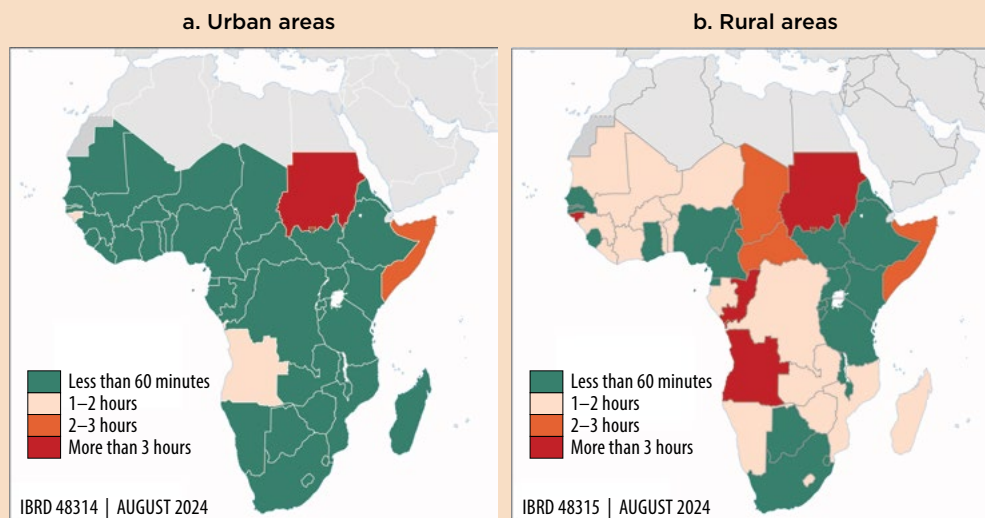 a. Urban areas
Less than 60 minutes
1–2 hours
2–3 hours
More than 3 hours
IBRD 48314 | AUGUST 2024
b. Rural areas
Less than 60 minutes
1–2 hours
2–3 hours
More than 3 hours
IBRD 48315 | AUGUST 2024